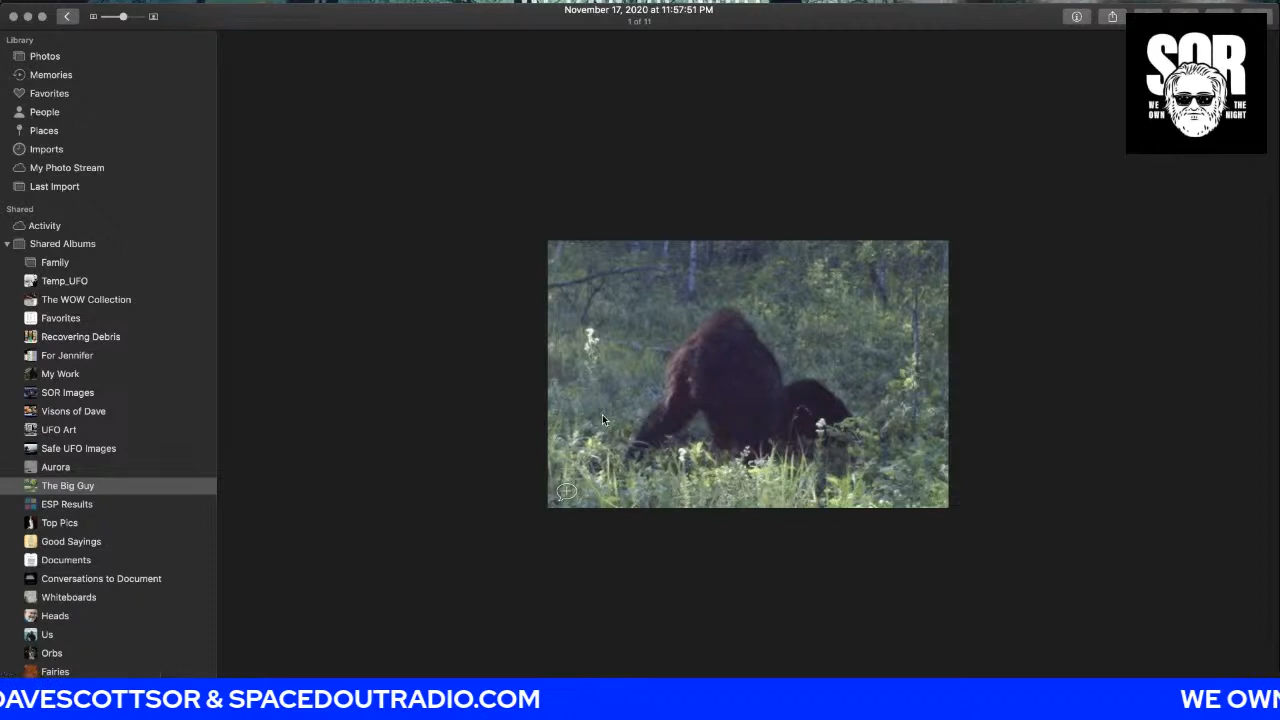 November 17, 2020 at 11:57:51 PM
1 of 11
SOR
WE OWN THE NIGHT
Library
Photos
Memories
Favorites
People
Places
Imports
My Photo Stream
Last Import
Shared
Activity
Shared Albums
Family
Temp_UFO
The WOW Collection
Favorites
Recovering Debris
For Jennifer
My Work
SOR Images
Visons of Dave
UFO Art
Safe UFO Images
Aurora
The Big Guy
ESP Results
Top Pics
Good Sayings
Documents
Conversations to Document
Whiteboards
Heads
Us
Orbs
Fairies
DAVESCOTTSOR & SPACEDOUTRADIO.COM WE OWN